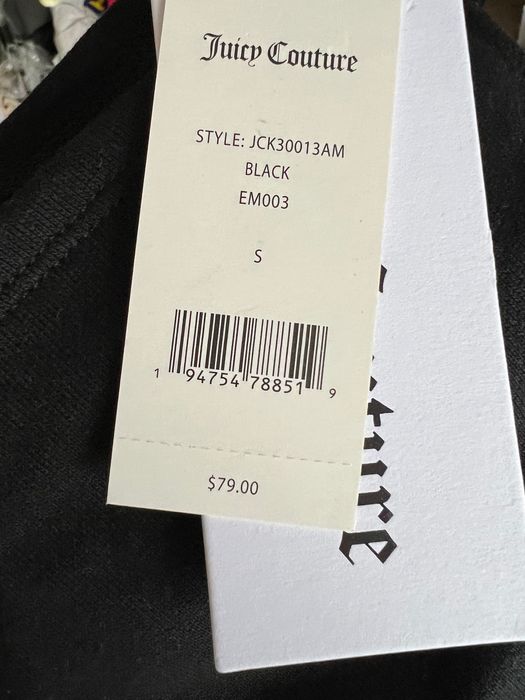 Juicy Couture
STYLE: JCK30013AM
BLACK
EM003
S
1 94754 78851 9
$79.00